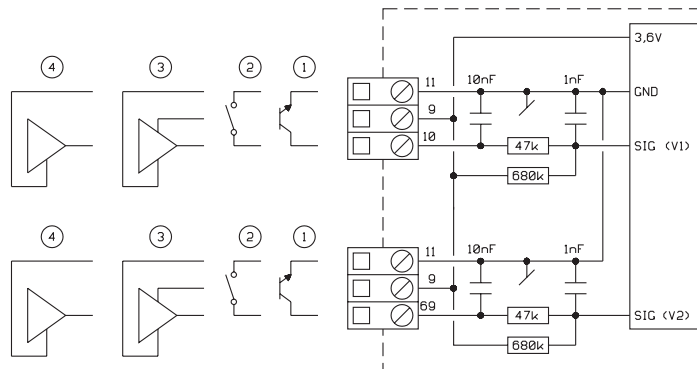 3,6V
4 3 2 1 11 10nF 1nF GND
9
10 47k SIG (V1)
680k
4 3 2 1 11 10nF 1nF
9
69 47k SIG (V2)
680k